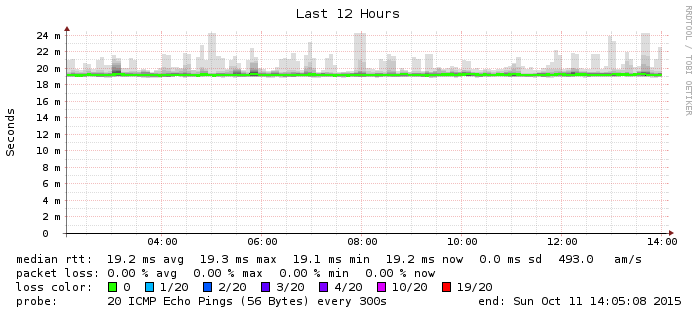 Last 12 Hours
RRDTOOL / TOBI OETIKER
Seconds
24 m
22 m
20 m
18 m
16 m
14 m
12 m
10 m
8 m
6 m
4 m
2 m
0
04:00 06:00 08:00 10:00 12:00 14:00
median rtt: 19.2 ms avg 19.3 ms max 19.1 ms min 19.2 ms now 0.0 ms sd 493.0 am/s
packet loss: 0.00 % avg 0.00 % max 0.00 % min 0.00 % now
loss color: 0 1/20 2/20 3/20 4/20 10/20 19/20
probe: 20 ICMP Echo Pings (56 Bytes) every 300s end: Sun Oct 11 14:05:08 2015